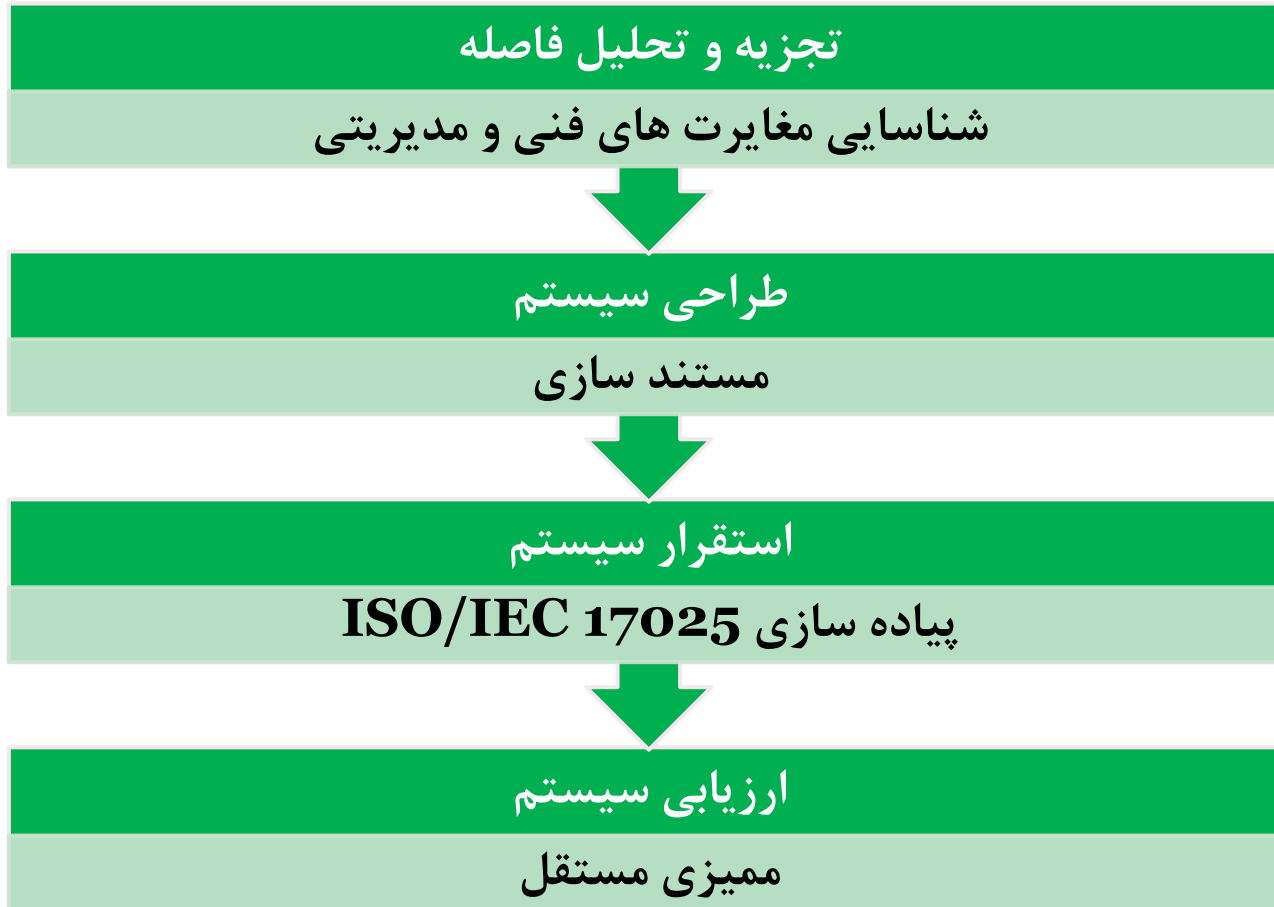 تجزیه و تحلیل فاصله
شناسایی مغایرت های فنی و مدیریتی
طراحی سیستم
مستند سازی
استقرار سیستم
پیاده سازی ISO/IEC 17025
ارزیابی سیستم
ممیزی مستقل